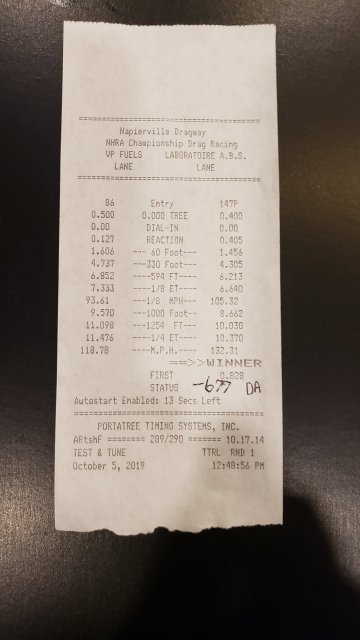 ==========================================
Napierville Dragway
NHRA Championship Drag Racing
VP FUELS LABORATOIRE A.B.S.
LANE LANE
==========================================
86 Entry 147P
0.500 0.000 TREE 0.400
0.00 DIAL-IN 0.00
0.127 REACTION 0.405
1.606 --- 60 Foot--- 1.456
4.737 ---330 Foot--- 4.305
6.852 ----594 FT---- 6.213
7.333 ----1/8 ET---- 6.640
93.61 ---1/8 MPH--- 105.32
9.570 ---1000 Foot-- 8.662
11.098 ---1254 FT--- 10.030
11.476 ----1/4 ET---- 10.370
118.78 ----M.P.H.---- 132.31
==>>WINNER
FIRST 0.828
STATUS -677 DA
Autostart Enabled: 13 Secs Left
==========================================
PORTATREE TIMING SYSTEMS, INC.
ARtshF ======== 289/290 ======= 10.17.14
TEST & TUNE TTRL RND 1
October 5, 2019 12:48:56 PM